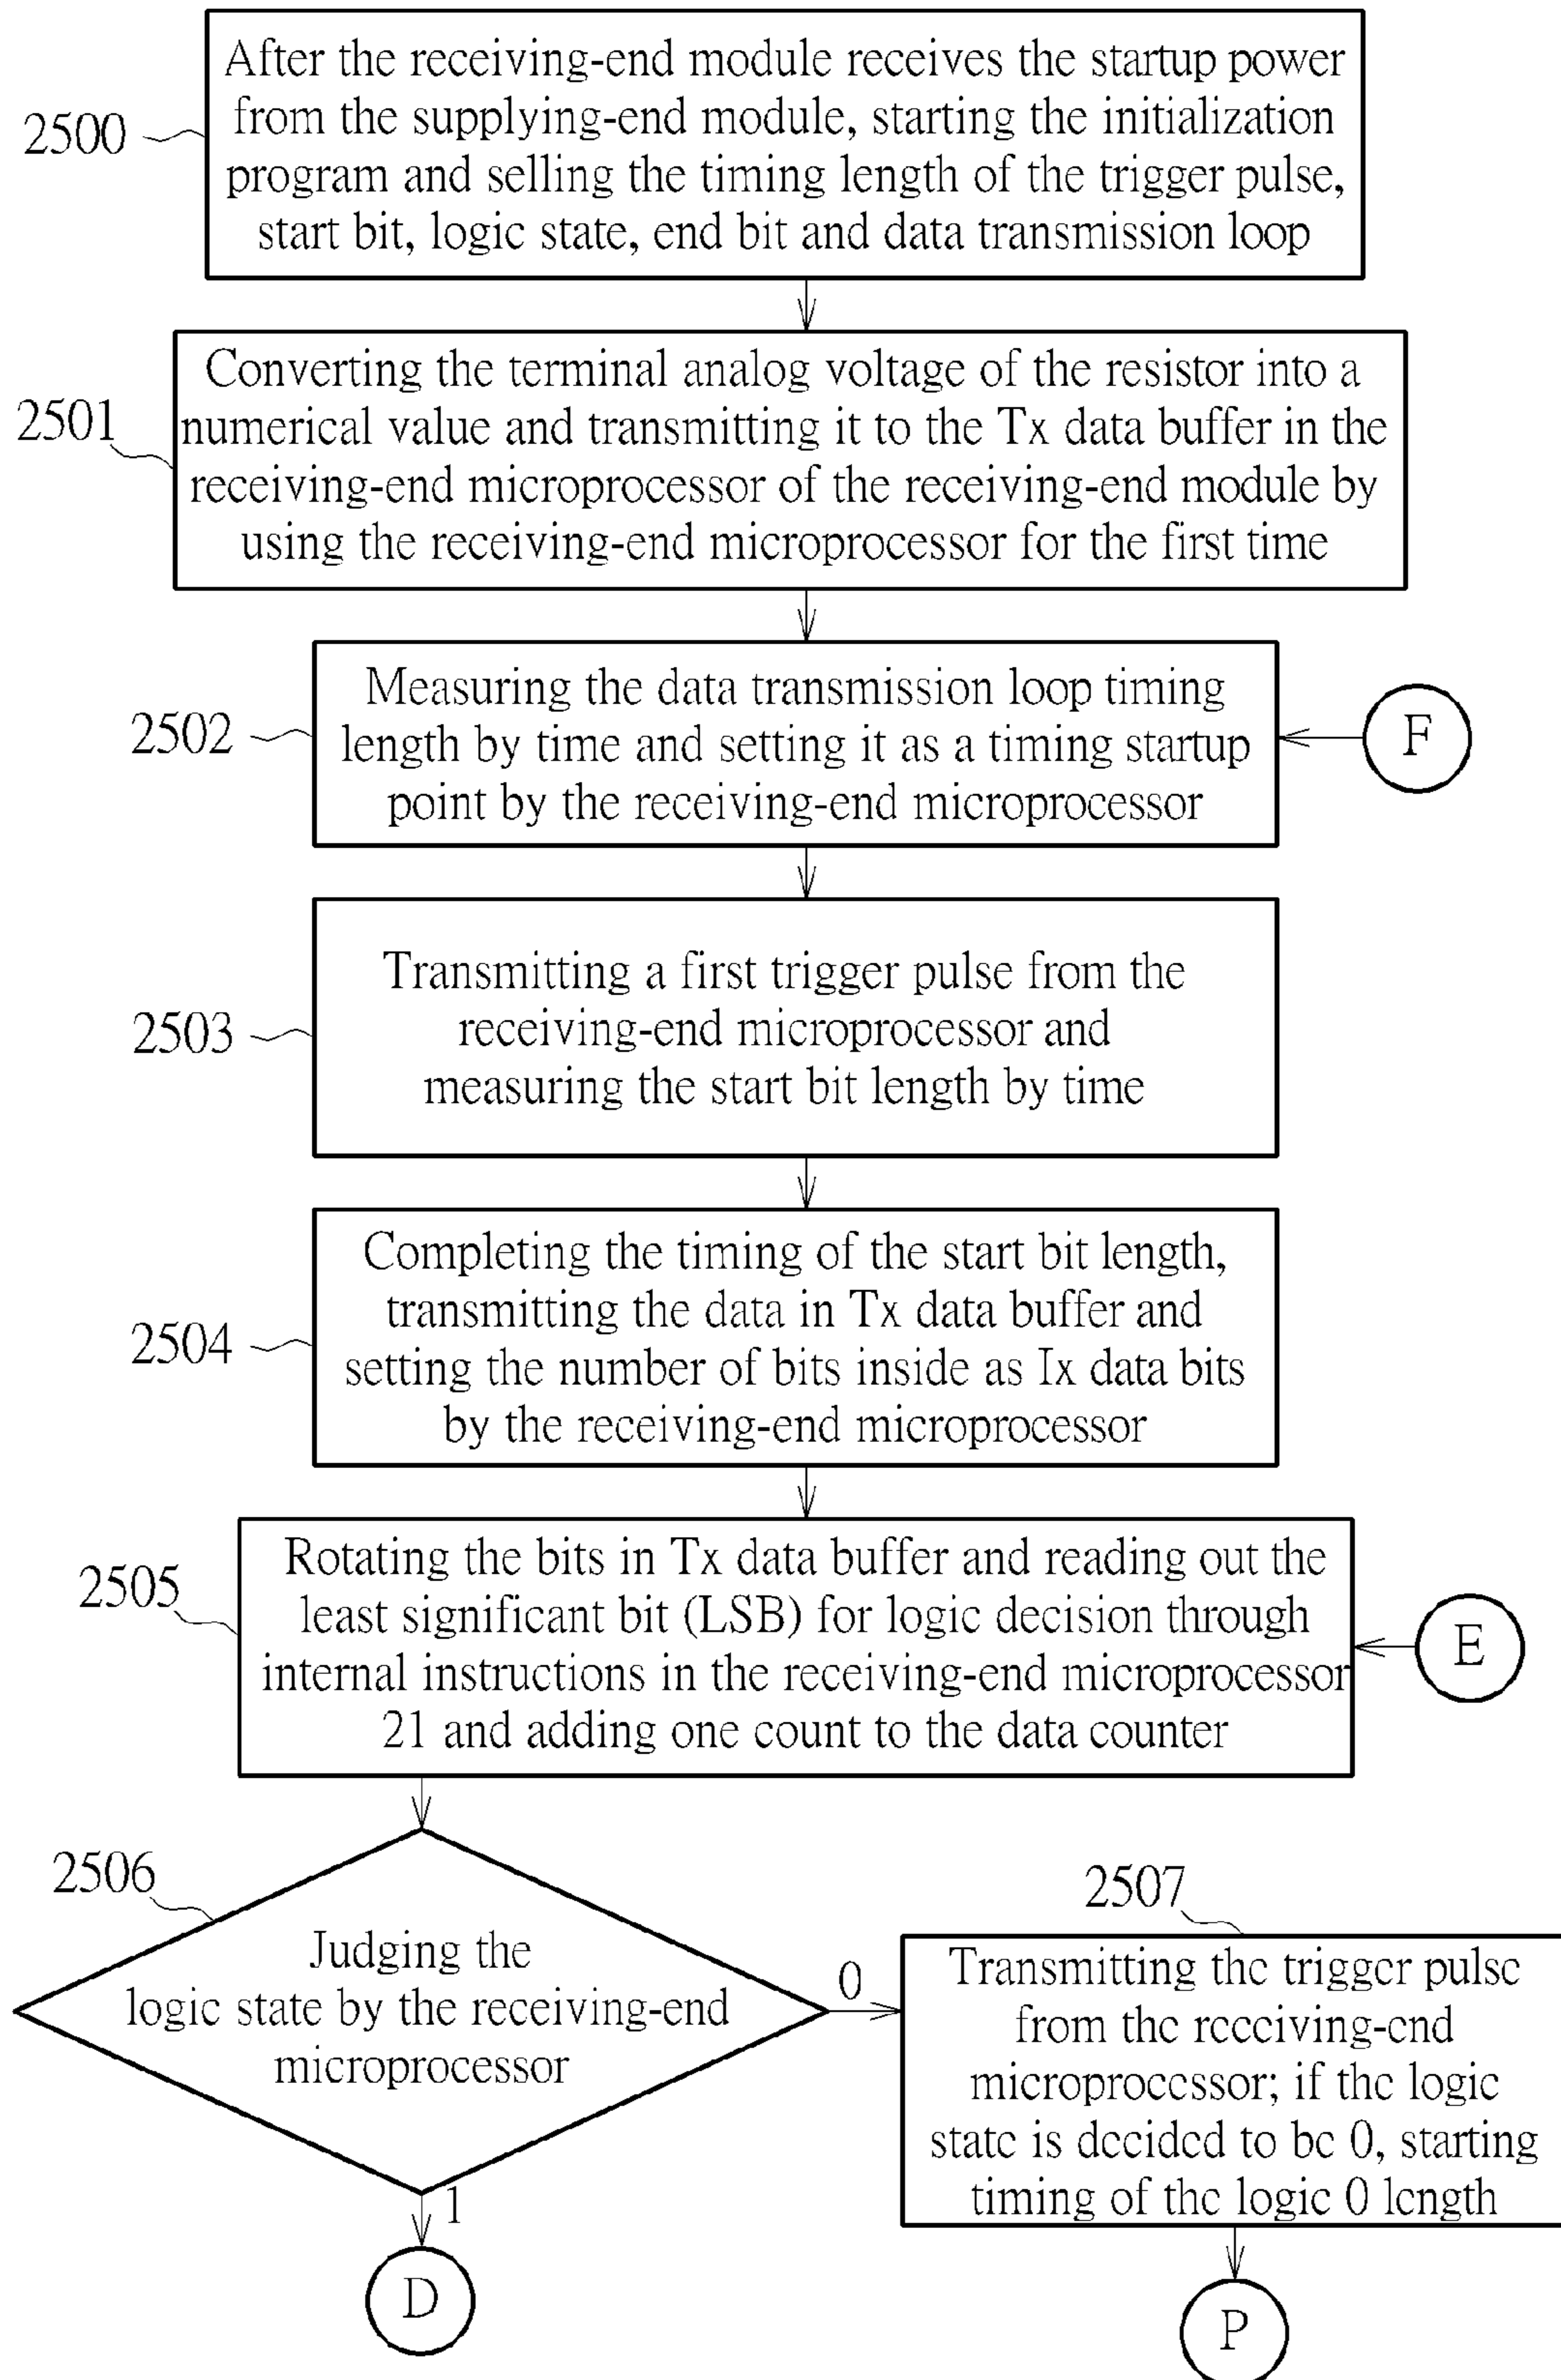 After the receiving-end module receives the startup power
from the supplying-end module, starting the initialization
program and selling the timing length of the trigger pulse,
start bit, logic state, end bit and data transmission loop
2500
Converting the terminal analog voltage of the resistor into a
numerical value and transmitting it to the Tx data buffer in the
receiving-end microprocessor of the receiving-end module by
using the receiving-end microprocessor for the first time
2501
Measuring the data transmission loop timing
length by time and setting it as a timing startup
point by the receiving-end microprocessor
2502
F
Transmitting a first trigger pulse from the
receiving-end microprocessor and
measuring the start bit length by time
2503
Completing the timing of the start bit length,
transmitting the data in Tx data buffer and
setting the number of bits inside as Ix data bits
by the receiving-end microprocessor
2504
Rotating the bits in Tx data buffer and reading out the
least significant bit (LSB) for logic decision through
internal instructions in the receiving-end microprocessor
21 and adding one count to the data counter
2505
E
2506
Judging the
logic state by the receiving-end
microprocessor
0
1
D
2507
Transmitting the trigger pulse
from the receiving-end
microprocessor; if the logic
state is decided to be 0, starting
timing of the logic 0 length
P